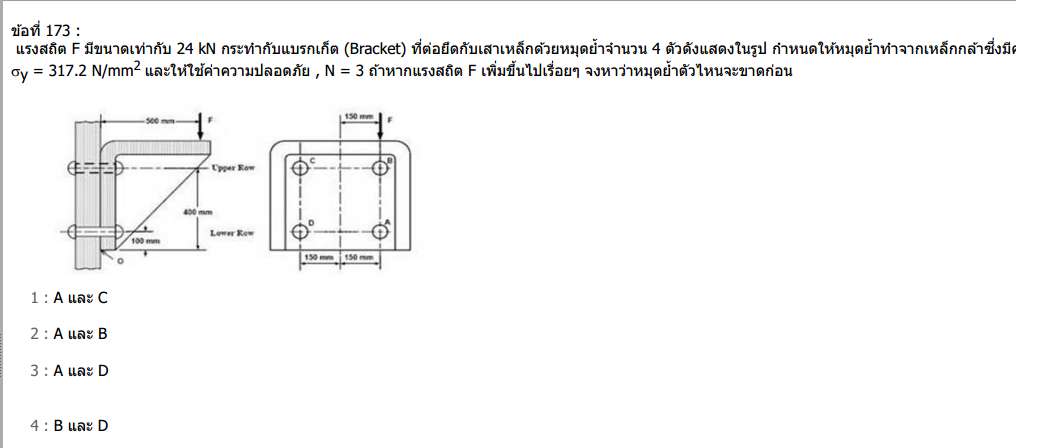 ข้อที่ 173 :
แรงสถิต F มีขนาดเท่ากับ 24 kN กระทำกับแบรกเก็ต (Bracket) ที่ต่อยึดกับเสาเหล็กด้วยหมุดย้ำจำนวน 4 ตัวดังแสดงในรูป กำหนดให้หมุดย้ำทำจากเหล็กกล้าซึ่งมี
σy = 317.2 N/mm2 และให้ใช้ค่าความปลอดภัย , N = 3 ถ้าหากแรงสถิต F เพิ่มขึ้นไปเรื่อยๆ จงหาว่าหมุดย้ำตัวไหนจะขาดก่อน
500 mm F
150 mm F
Upper Row
C B
400 mm
Lower Row
D A
100 mm
O
150 mm 150 mm
1 : A และ C
2 : A และ B
3 : A และ D
4 : B และ D